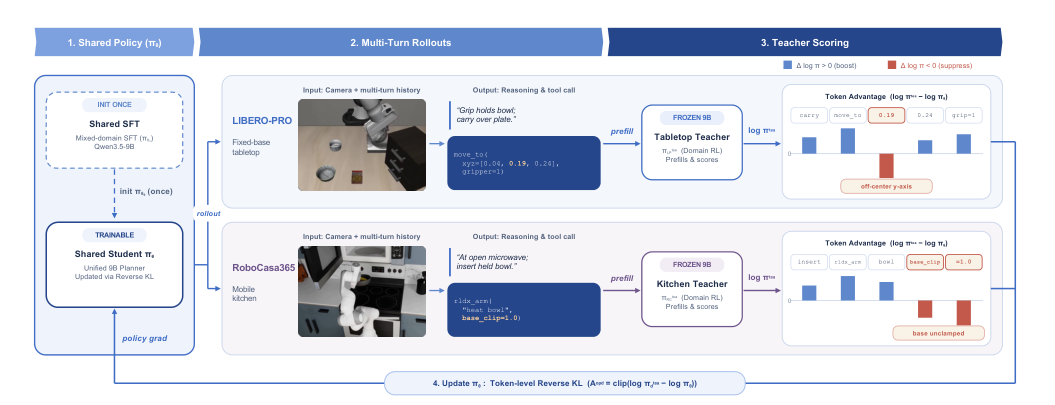 1. Shared Policy (πθ)
2. Multi-Turn Rollouts
3. Teacher Scoring
Δ log π > 0 (boost)
Δ log π < 0 (suppress)
INIT ONCE
Shared SFT
Mixed-domain SFT
Qwen3.5-9B
init πθ₀ (once)
TRAINABLE
Shared Student πθ
Unified 9B Planner
Updated via Reverse KL
policy grad
rollout
LIBERO-PRO
Fixed-base
tabletop
Input: Camera + multi-turn history
Output: Reasoning & tool call
"Grip holds bowl;
carry over plate."
move_to(
xyz=[0.04, 0.19, 0.24],
gripper=1)
prefill
FROZEN 9B
Tabletop Teacher
(Domain RL)
Prefills & scores
log π
Token Advantage (log π − log πθ)
carry
move_to
0.19
0.24
grip=1
0
off-center y-axis
RoboCasa365
Mobile
kitchen
Input: Camera + multi-turn history
Output: Reasoning & tool call
"At open microwave;
insert held bowl."
rldx_arm(
"heat bowl",
base_clip=1.0)
prefill
FROZEN 9B
Kitchen Teacher
(Domain RL)
Prefills & scores
log π
Token Advantage (log π − log πθ)
insert
rldx_arm
bowl
base_clip
=1.0
0
base unclamped
4. Update πθ : Token-level Reverse KL (A = clip(log π − log πθ))